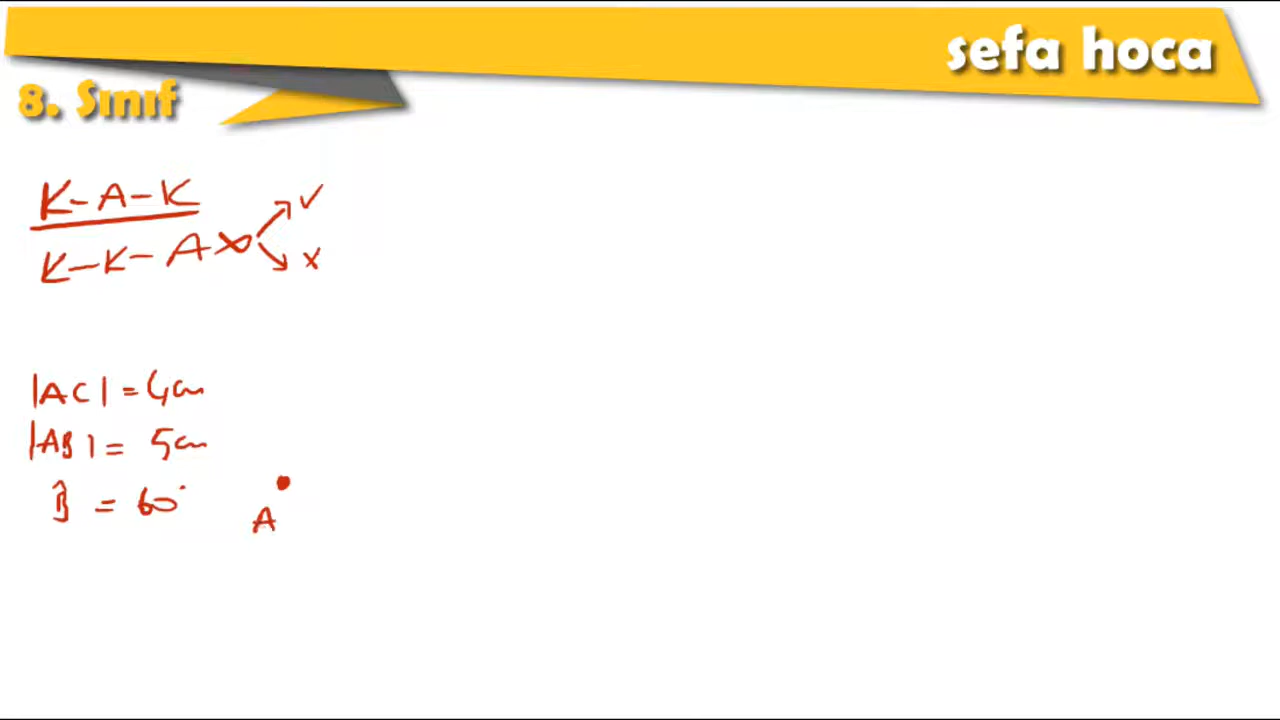 sefa hoca
8. Sınıf
K-A-K
K-K-A
|AC| = 4cm
|AB| = 5cm
B̂ = 60°
A